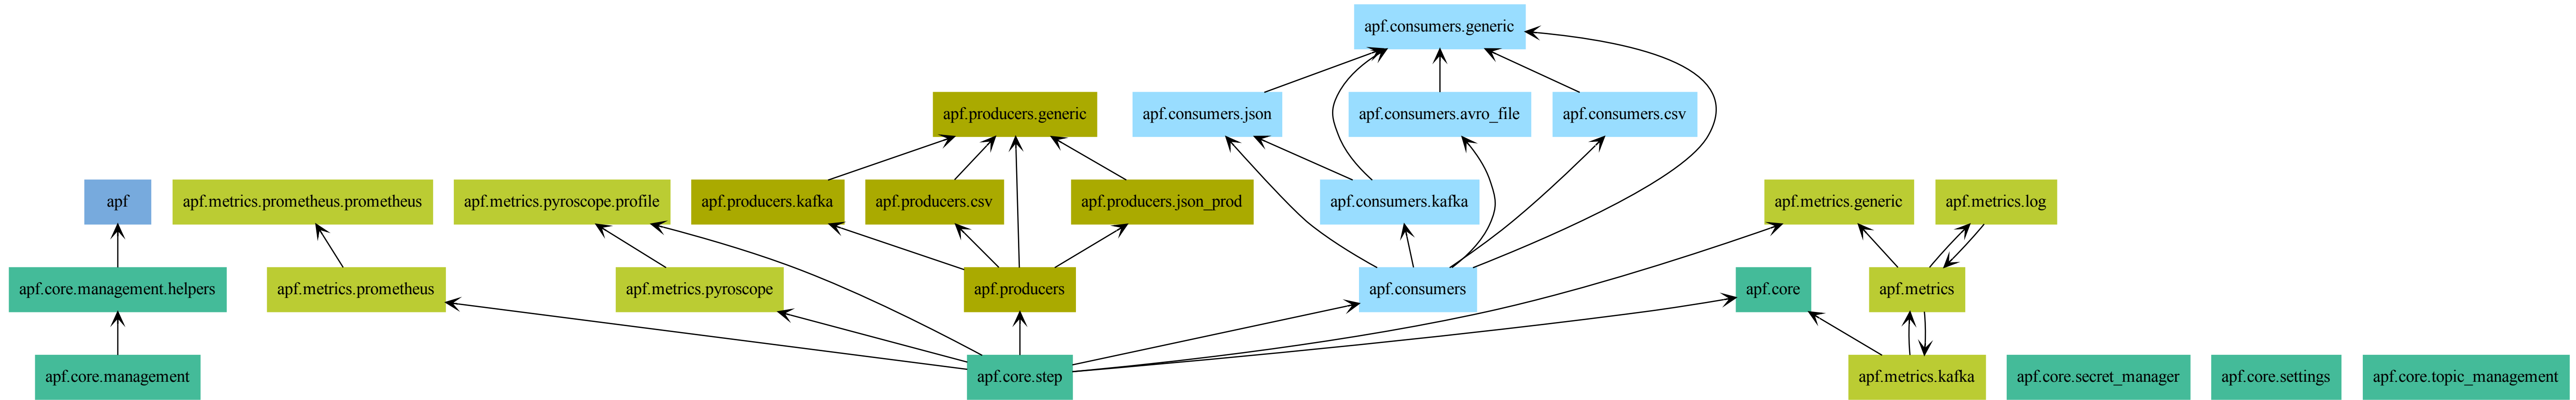 apf.consumers.generic
apf.producers.generic
apf.consumers.json
apf.consumers.avro_file
apf.consumers.csv
apf
apf.metrics.prometheus.prometheus
apf.metrics.pyroscope.profile
apf.producers.kafka
apf.producers.csv
apf.producers.json_prod
apf.consumers.kafka
apf.metrics.generic
apf.metrics.log
apf.core.management.helpers
apf.metrics.prometheus
apf.metrics.pyroscope
apf.producers
apf.consumers
apf.core
apf.metrics
apf.core.management
apf.core.step
apf.metrics.kafka
apf.core.secret_manager
apf.core.settings
apf.core.topic_management